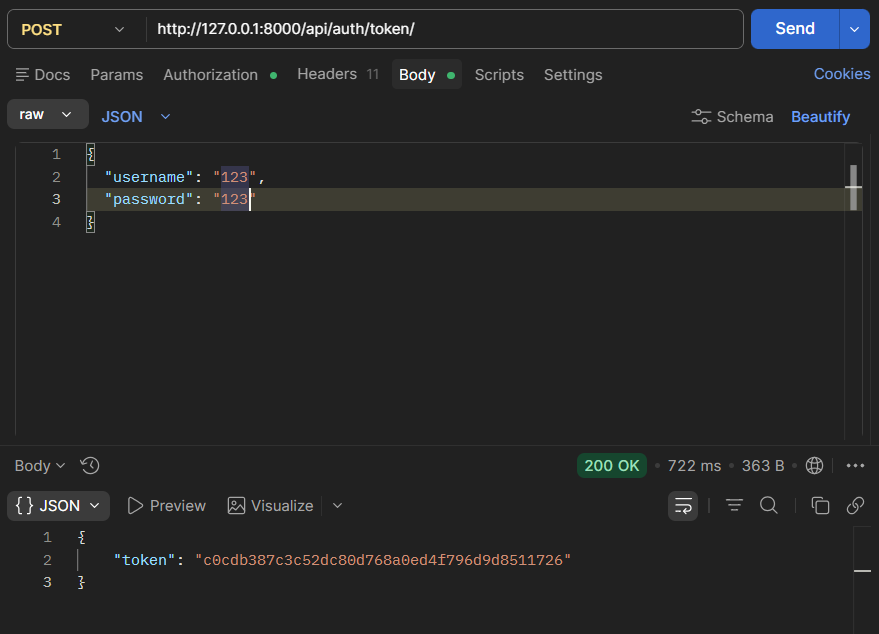 POST http://127.0.0.1:8000/api/auth/token/ Send
Docs Params Authorization Headers 11 Body Scripts Settings Cookies
raw JSON Schema Beautify
1 {
2 "username": "123",
3 "password": "123"
4 }
Body 200 OK • 722 ms • 363 B •
{} JSON Preview Visualize
1 {
2 "token": "c0cdb387c3c52dc80d768a0ed4f796d9d8511726"
3 }